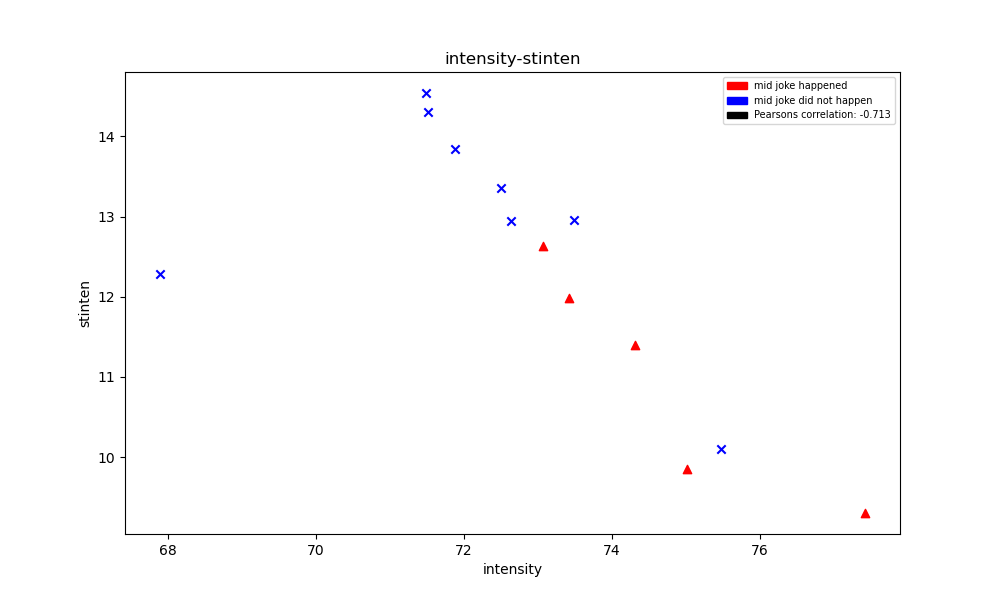 intensity-stinten
mid joke happened
mid joke did not happen
Pearsons correlation: -0.713
stinten
14
13
12
11
10
68 70 72 74 76
intensity